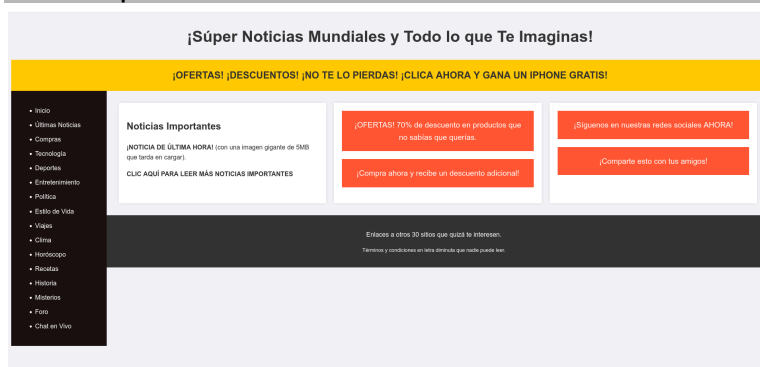 ¡Súper Noticias Mundiales y Todo lo que Te Imaginas!
¡OFERTAS! ¡DESCUENTOS! ¡NO TE LO PIERDAS! ¡CLICA AHORA Y GANA UN IPHONE GRATIS!
Inicio
Últimas Noticias
Compras
Tecnología
Deportes
Entretenimiento
Política
Estilo de Vida
Viajes
Clima
Horóscopo
Recetas
Historia
Misterios
Foro
Chat en Vivo
Noticias Importantes
¡NOTICIA DE ÚLTIMA HORA! (con una imagen gigante de 5MB
que tarda en cargar).
CLIC AQUÍ PARA LEER MÁS NOTICIAS IMPORTANTES
¡OFERTAS! 70% de descuento en productos que
no sabías que querías.
¡Compra ahora y recibe un descuento adicional!
¡Síguenos en nuestras redes sociales AHORA!
¡Comparte esto con tus amigos!
Enlaces a otros 30 sitios que quizá te interesen.
Términos y condiciones en letra diminuta que nadie puede leer.